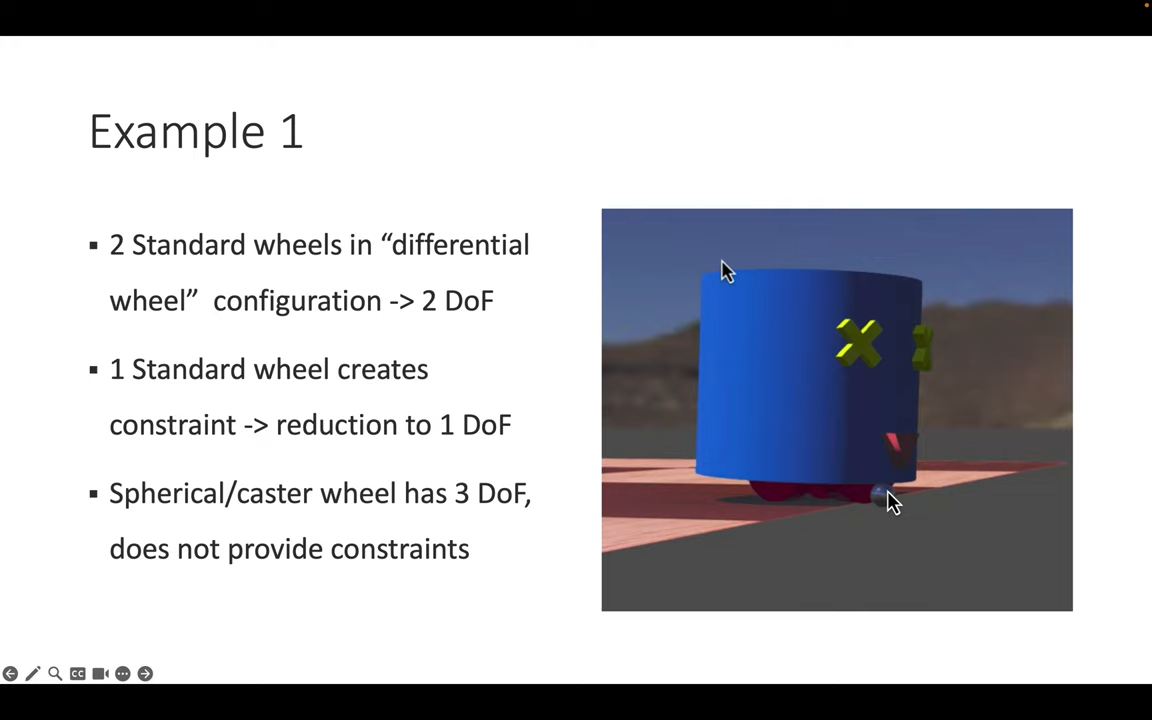 Example 1
▪ 2 Standard wheels in “differential
wheel” configuration -> 2 DoF
▪ 1 Standard wheel creates
constraint -> reduction to 1 DoF
▪ Spherical/caster wheel has 3 DoF,
does not provide constraints
CC